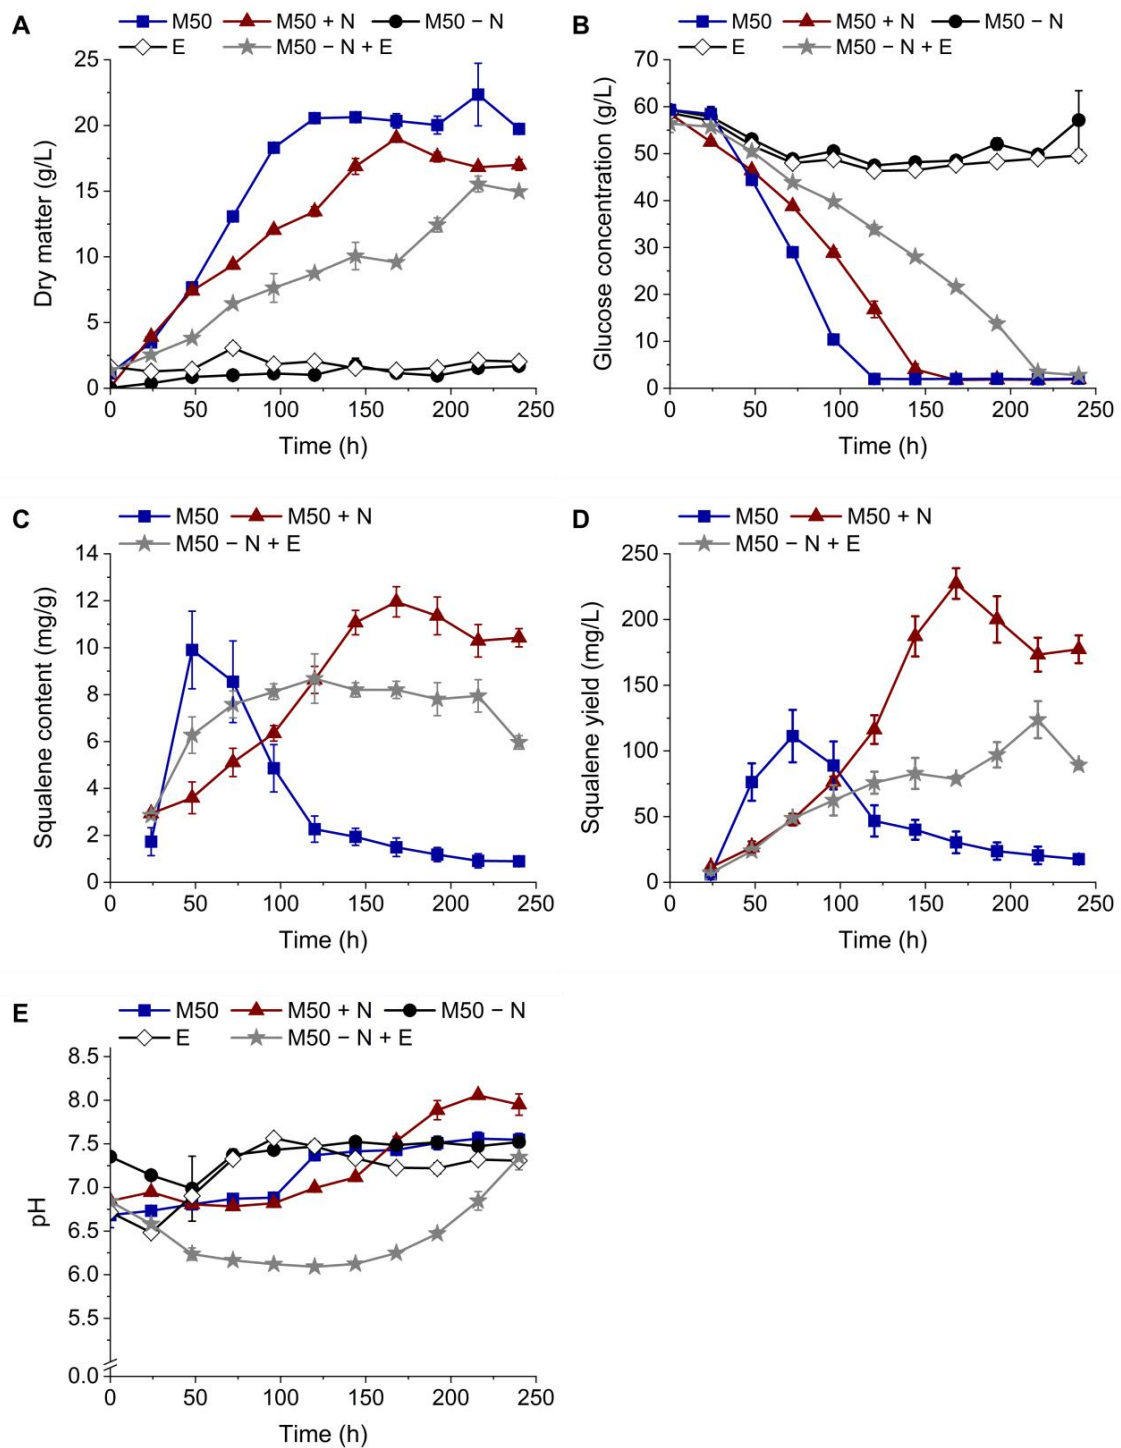 A
M50 M50 + N M50 − N
E M50 − N + E
25
20
15
10
5
0
Dry matter (g/L)
0 50 100 150 200 250
Time (h)
B
M50 M50 + N M50 − N
E M50 − N + E
70
60
50
40
30
20
10
0
Glucose concentration (g/L)
0 50 100 150 200 250
Time (h)
C
M50 M50 + N
M50 − N + E
14
12
10
8
6
4
2
0
Squalene content (mg/g)
0 50 100 150 200 250
Time (h)
D
M50 M50 + N
M50 − N + E
250
200
150
100
50
0
Squalene yield (mg/L)
0 50 100 150 200 250
Time (h)
E
M50 M50 + N M50 − N
E M50 − N + E
8.5
8.0
7.5
7.0
6.5
6.0
5.5
0.0
pH
0 50 100 150 200 250
Time (h)